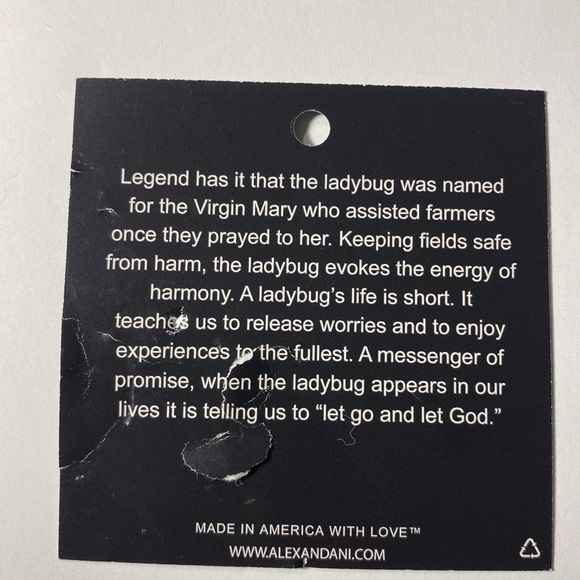 Legend has it that the ladybug was named
for the Virgin Mary who assisted farmers
once they prayed to her. Keeping fields safe
from harm, the ladybug evokes the energy of
harmony. A ladybug's life is short. It
teaches us to release worries and to enjoy
experiences to the fullest. A messenger of
promise, when the ladybug appears in our
lives it is telling us to “let go and let God.”
MADE IN AMERICA WITH LOVE™
WWW.ALEXANDANI.COM